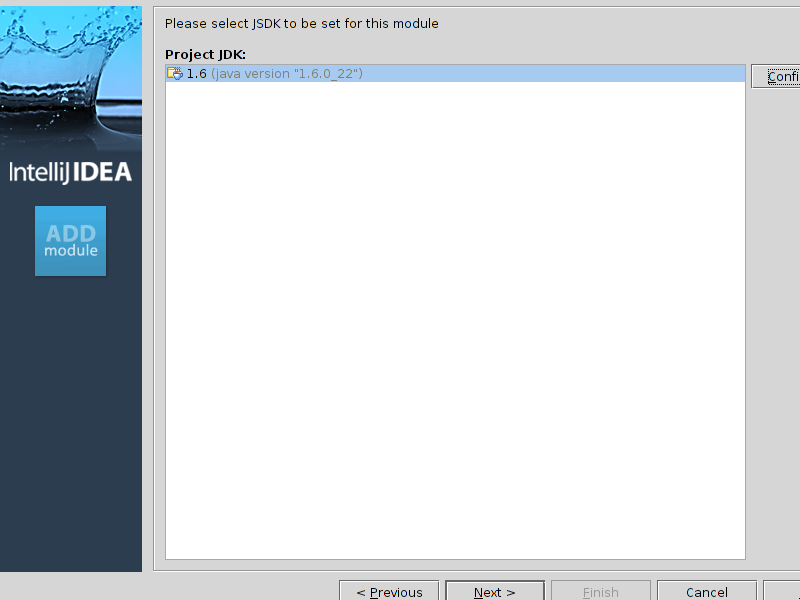 Please select JSDK to be set for this module
Project JDK:
1.6 (java version "1.6.0_22")
Confi
IntelliJ IDEA
ADD
module
< Previous
Next >
Finish
Cancel